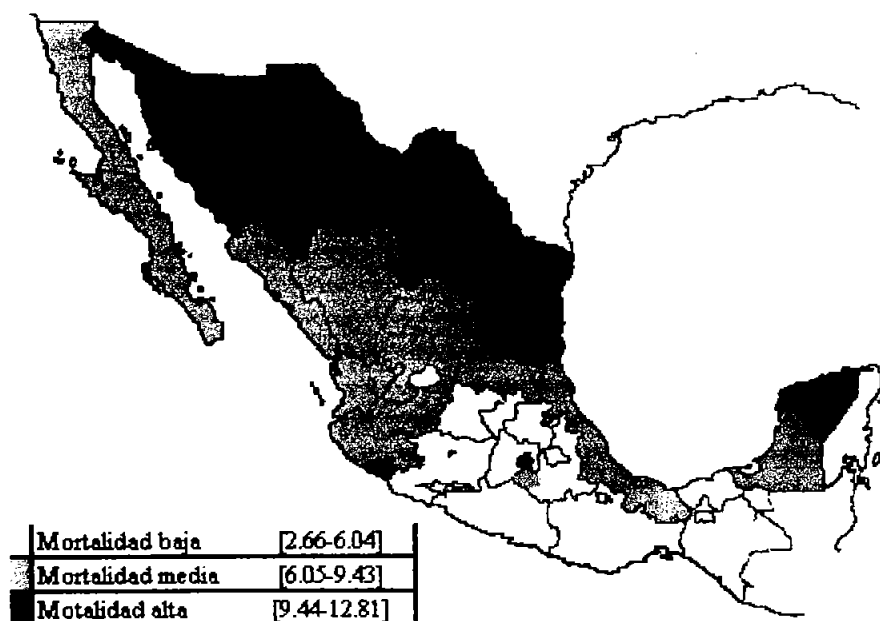 Mortalidad baja [2.66-6.04]
Mortalidad media [6.05-9.43]
Motalidad alta [9.44-12.81]